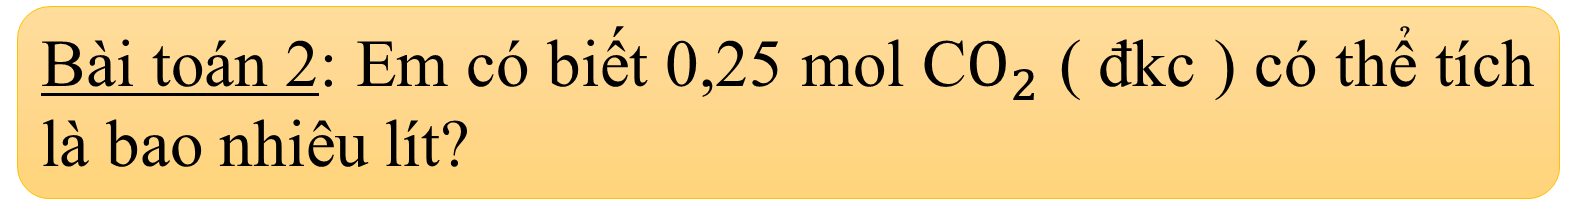 Bài toán 2: Em có biết 0,25 mol CO₂ ( đkc ) có thể tích
là bao nhiêu lít?